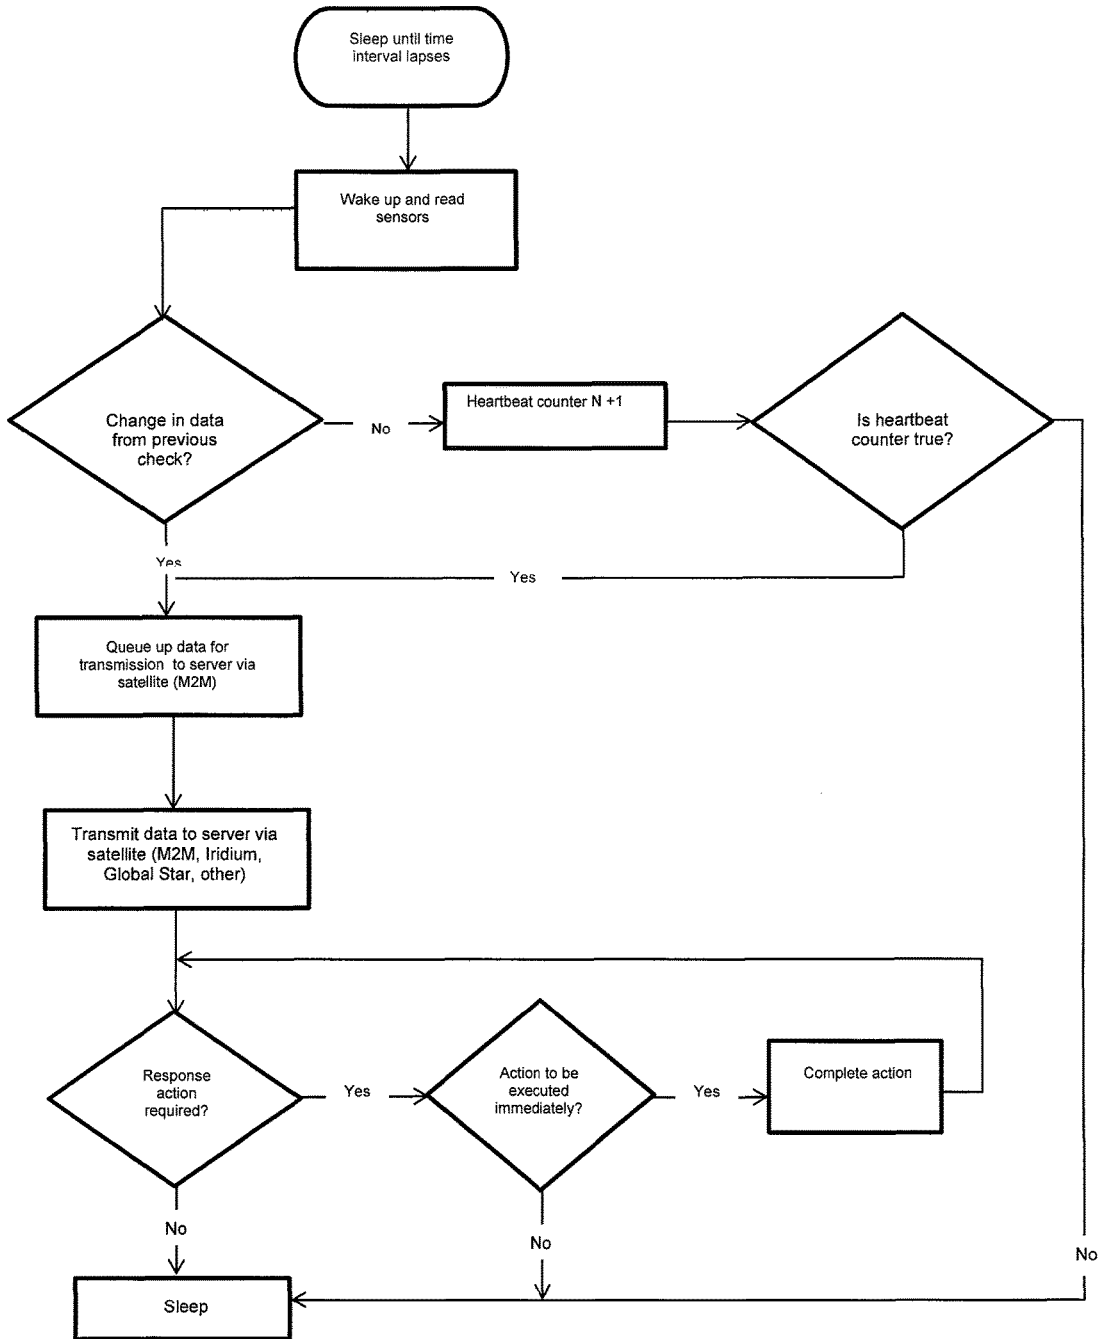 Sleep until time
interval lapses
Wake up and read
sensors
Change in data
from previous
check?
No
Heartbeat counter N +1
Is heartbeat
counter true?
Yes
Yes
Queue up data for
transmission to server via
satellite (M2M)
Transmit data to server via
satellite (M2M, Iridium,
Global Star, other)
Response
action
required?
Yes
Action to be
executed
immediately?
Yes
Complete action
No
No
No
Sleep